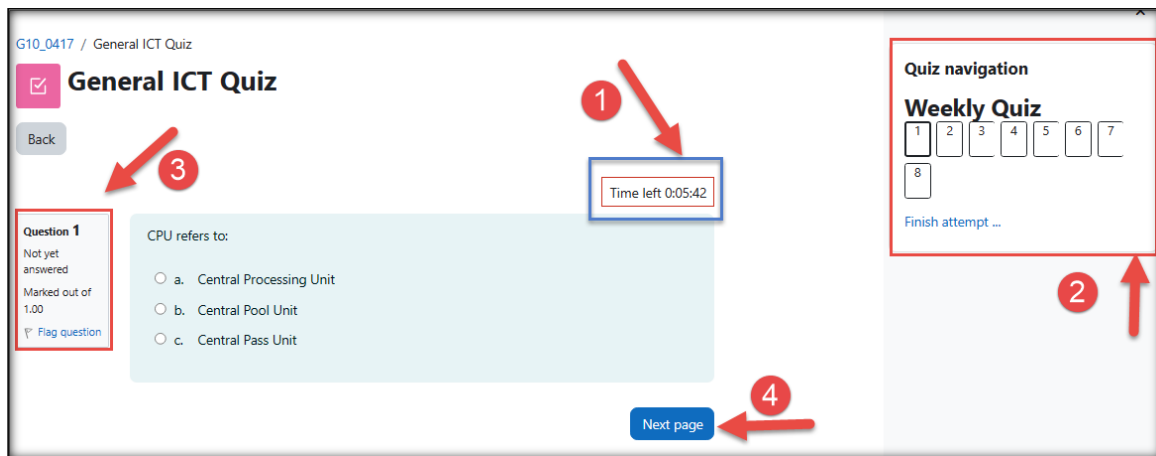 G10_0417 / General ICT Quiz
General ICT Quiz
Back
1
3
Time left 0:05:42
Question 1
Not yet
answered
Marked out of
1.00
Flag question
CPU refers to:
a. Central Processing Unit
b. Central Pool Unit
c. Central Pass Unit
4
Next page
Quiz navigation
Weekly Quiz
1 2 3 4 5 6 7
8
Finish attempt ...
2